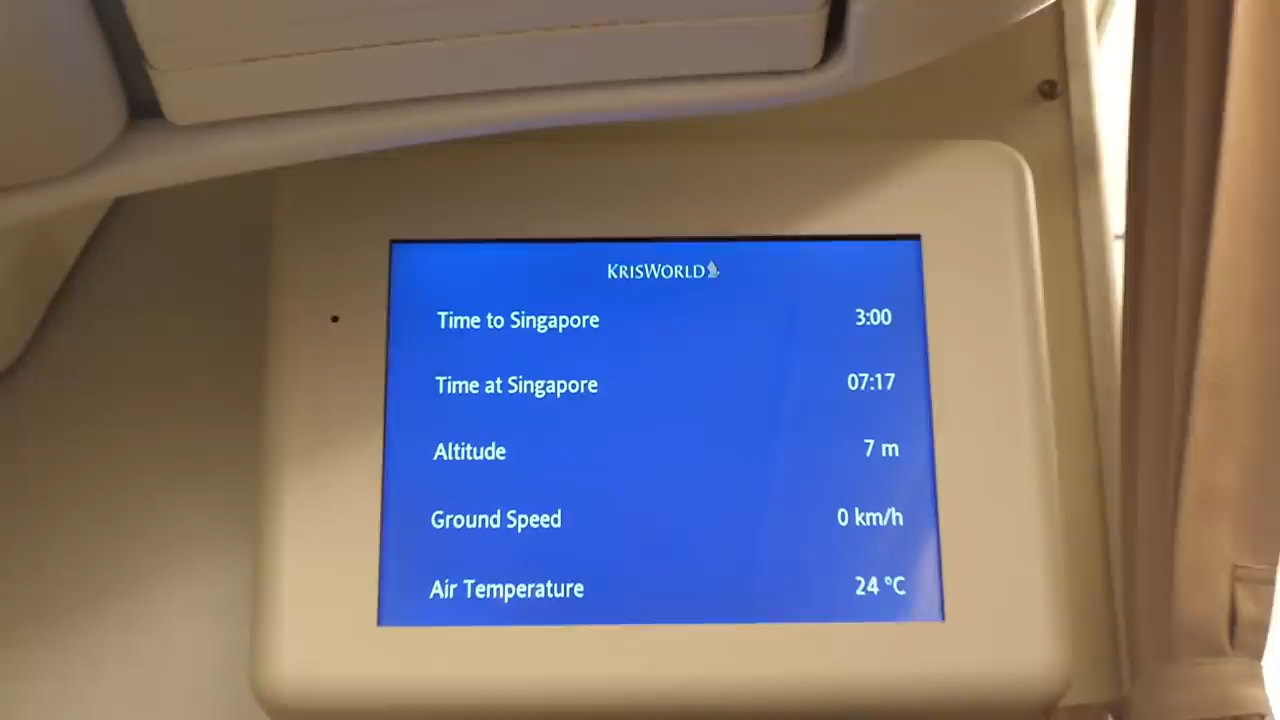 KRISWORLD
Time to Singapore 3:00
Time at Singapore 07:17
Altitude 7 m
Ground Speed 0 km/h
Air Temperature 24 °C